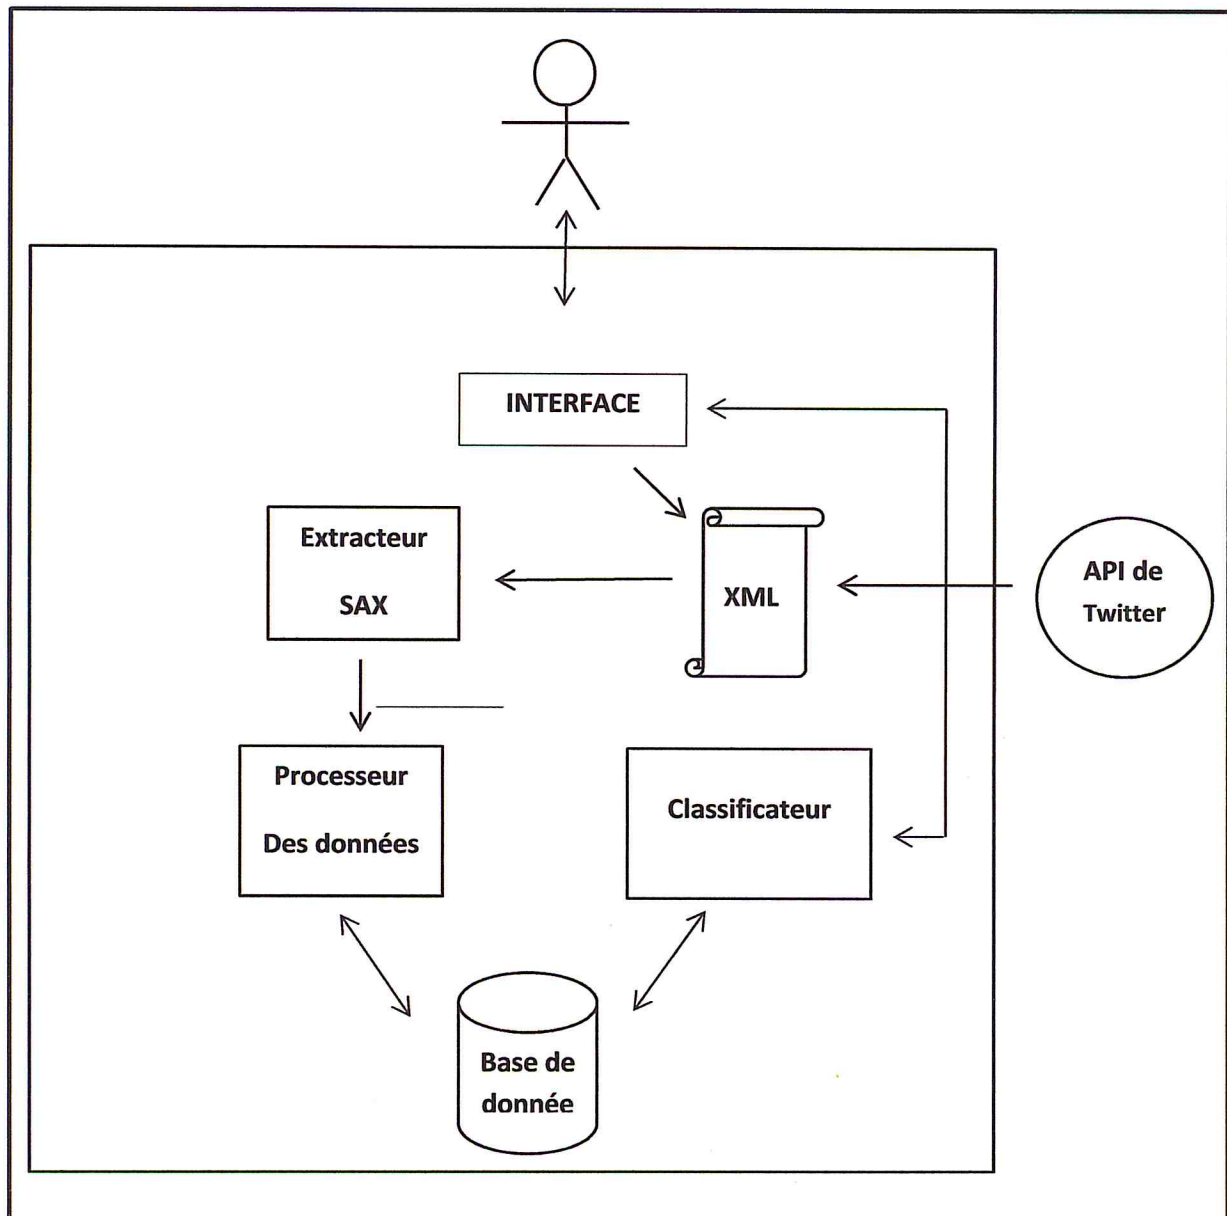 INTERFACE
Extracteur
SAX
XML
API de
Twitter
Processeur
Des données
Classificateur
Base de
donnée